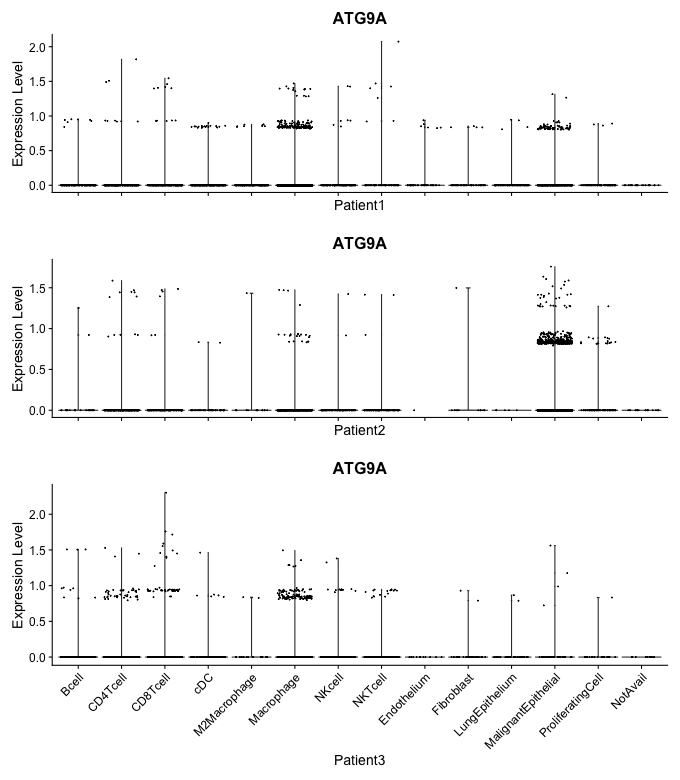 ATG9A
Expression Level
2.0
1.5
1.0
0.5
0.0
Patient1
ATG9A
Expression Level
1.5
1.0
0.5
0.0
Patient2
ATG9A
Expression Level
2.0
1.5
1.0
0.5
0.0
Bcell
CD4Tcell
CD8Tcell
cDC
M2Macrophage
Macrophage
NKcell
NKTcell
Endothelium
Fibroblast
LungEpithelium
MalignantEpithelial
ProliferatingCell
NotAvail
Patient3